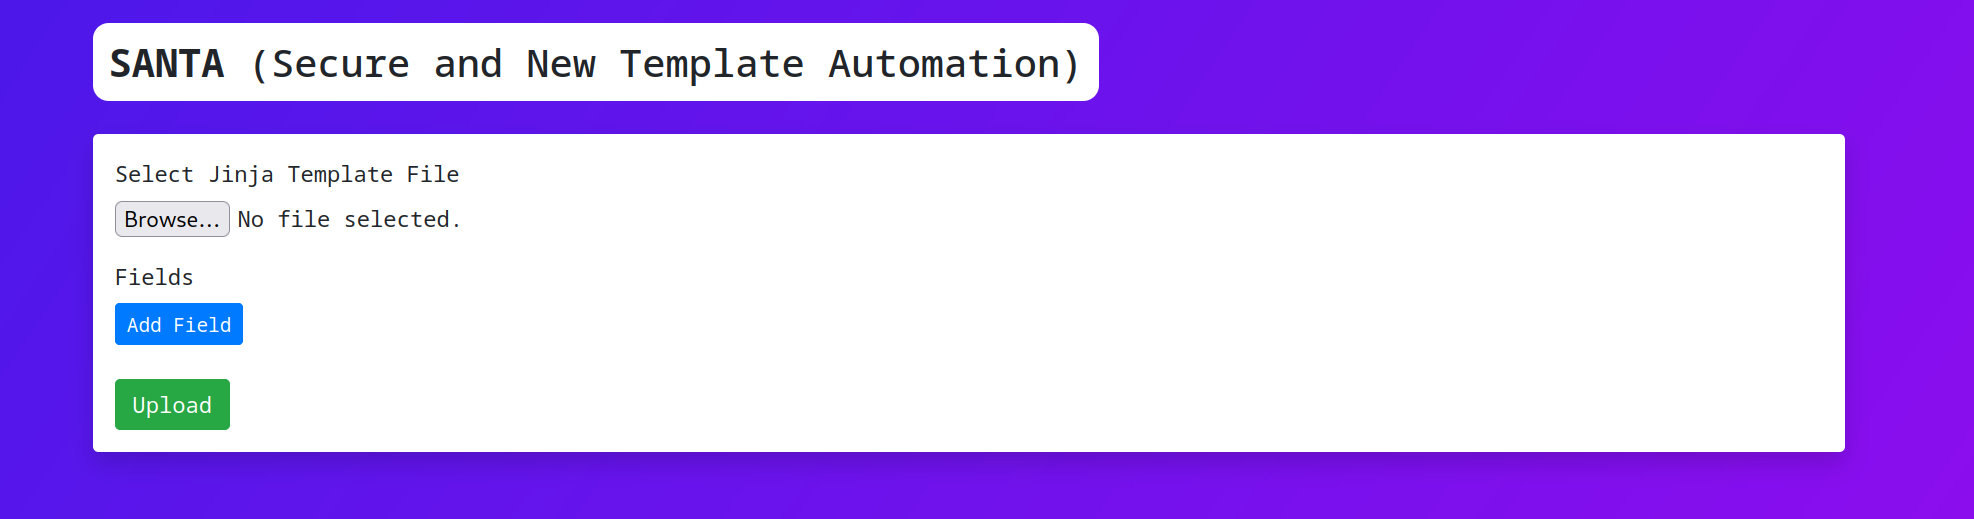 SANTA (Secure and New Template Automation)
Select Jinja Template File
Browse... No file selected.
Fields
Add Field
Upload